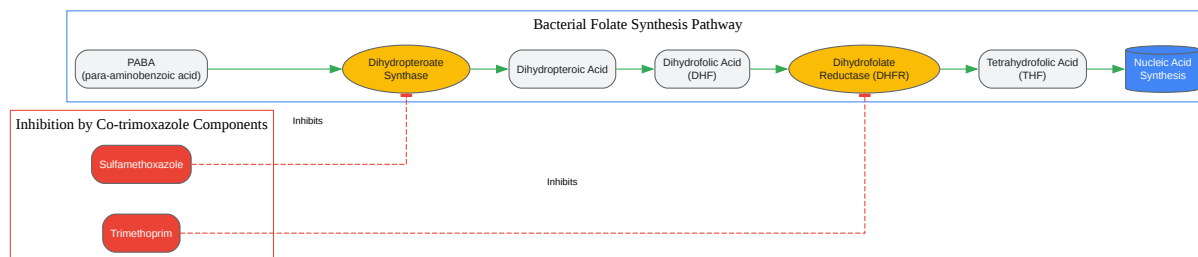 Bacterial Folate Synthesis Pathway
PABA
(para-aminobenzoic acid)
Dihydropteroate
Synthase
Dihydropteroic Acid
Dihydrofolic Acid
(DHF)
Dihydrofolate
Reductase (DHFR)
Tetrahydrofolic Acid
(THF)
Nucleic Acid
Synthesis
Inhibition by Co-trimoxazole Components
Inhibits
Sulfamethoxazole
Inhibits
Trimethoprim